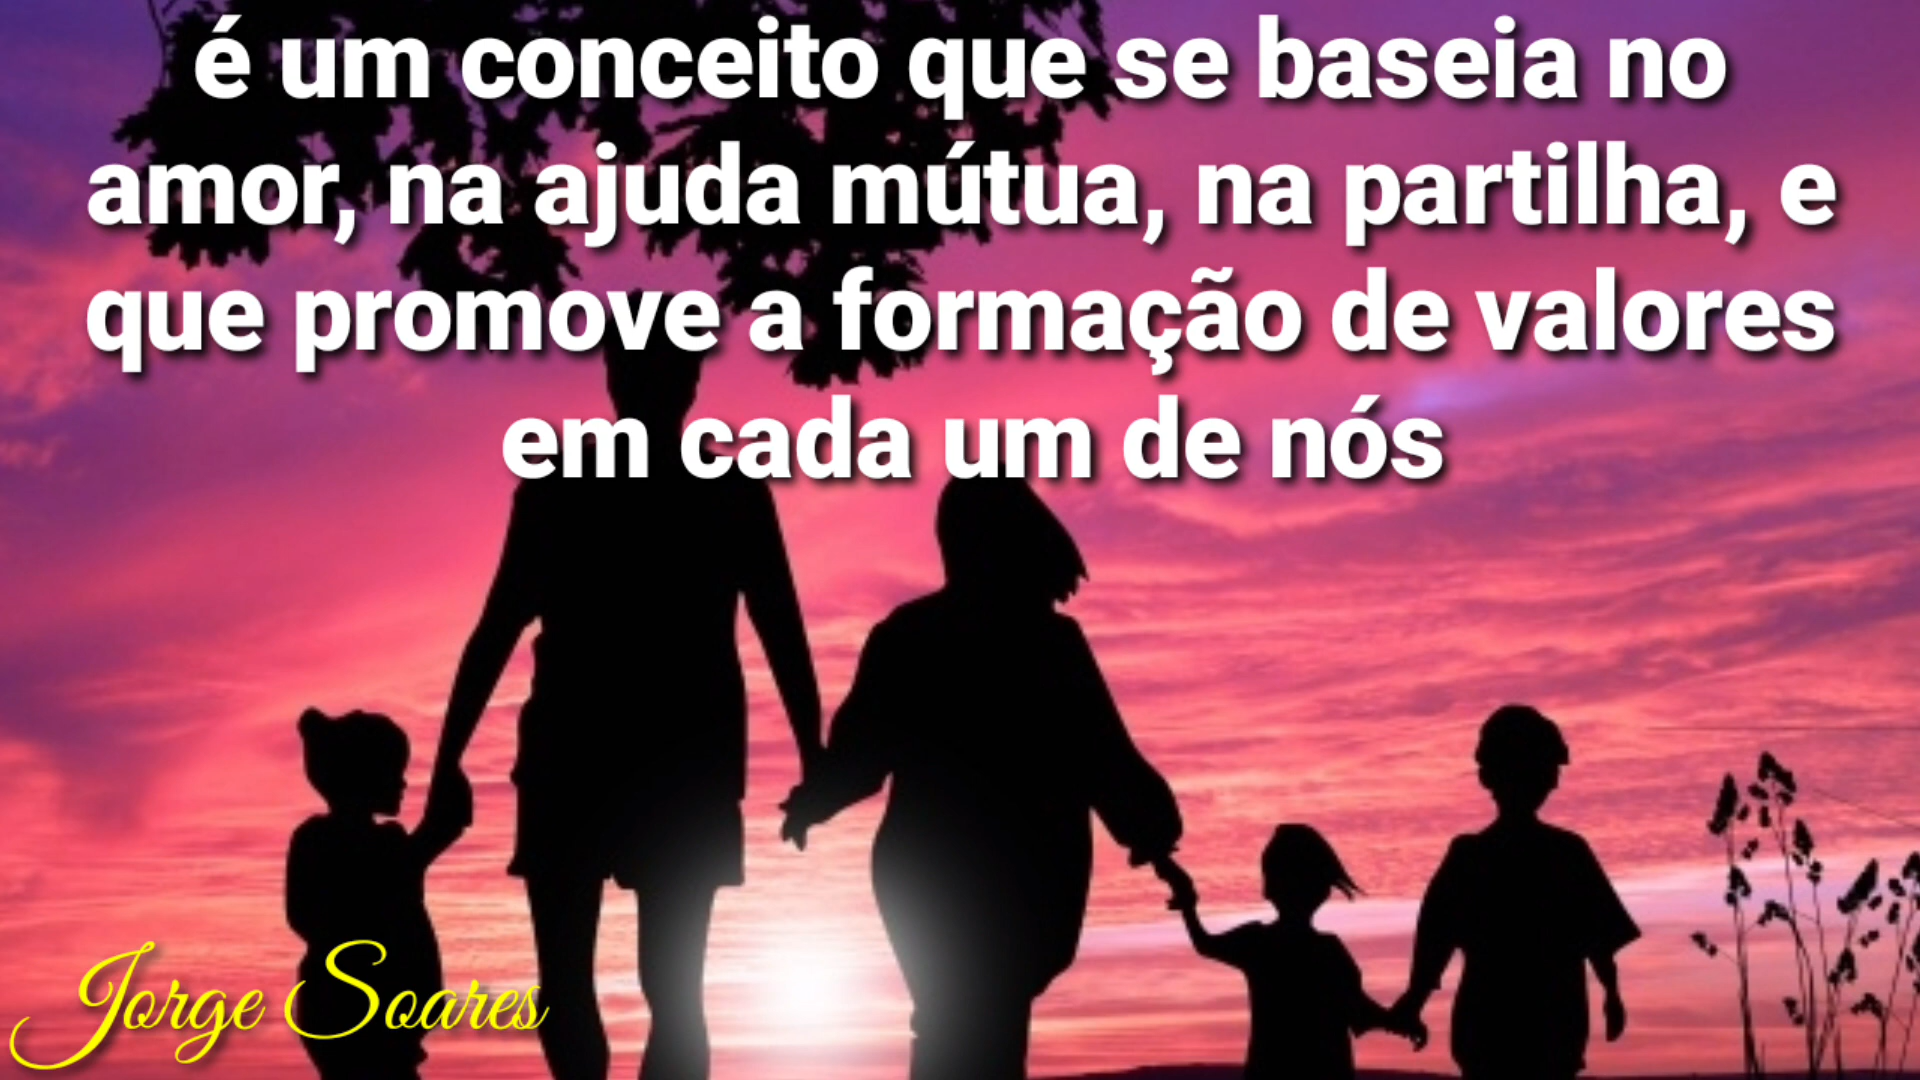 é um conceito que se baseia no
amor, na ajuda mútua, na partilha, e
que promove a formação de valores
em cada um de nós
Jorge Soares